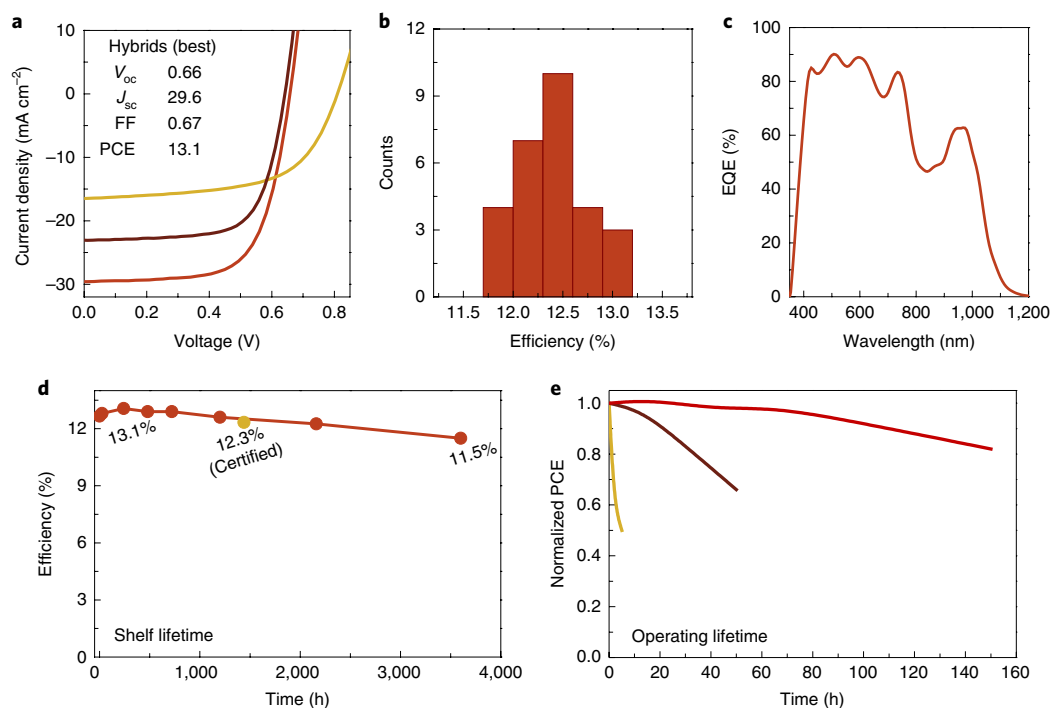 a
Current density (mA cm⁻²)
10
0
–10
–20
–30
Hybrids (best)
Voc 0.66
Jsc 29.6
FF 0.67
PCE 13.1
0.0 0.2 0.4 0.6 0.8
Voltage (V)
b
Counts
12
9
6
3
0
11.5 12.0 12.5 13.0 13.5
Efficiency (%)
c
EQE (%)
100
80
60
40
20
0
400 600 800 1,000 1,200
Wavelength (nm)
d
Efficiency (%)
12
9
6
3
0
13.1%
12.3%
(Certified)
11.5%
Shelf lifetime
0 1,000 2,000 3,000 4,000
Time (h)
e
Normalized PCE
1.0
0.8
0.6
0.4
0.2
0.0
Operating lifetime
0 20 40 60 80 100 120 140 160
Time (h)